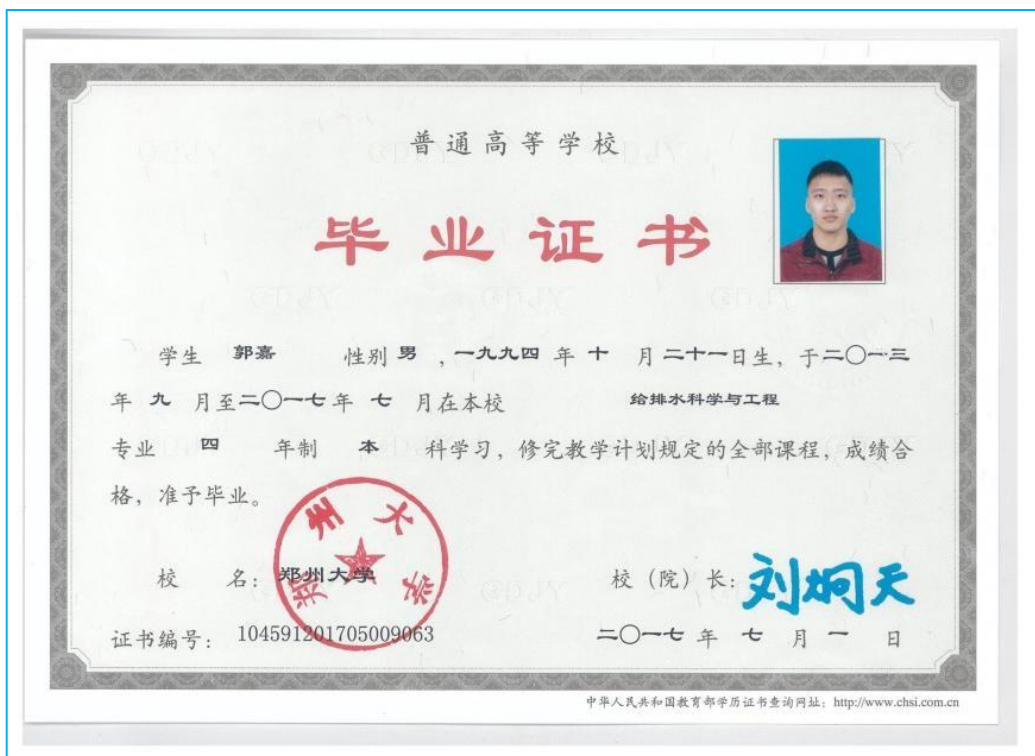 普通高等学校
毕业证书
学生 郭嘉 性别 男 ，一九九四 年 十 月 二十一日生，于二〇一三
年 九 月至二〇一七年 七 月在本校 给排水科学与工程
专业 四 年制 本 科学习，修完教学计划规定的全部课程，成绩合
格，准予毕业。
郑州大学
校 名：郑州大学 校（院）长：刘炯天
证书编号：104591201705009063 二〇一七 年 七 月 一 日
中华人民共和国教育部学历证书查询网址：http://www.chsi.com.cn